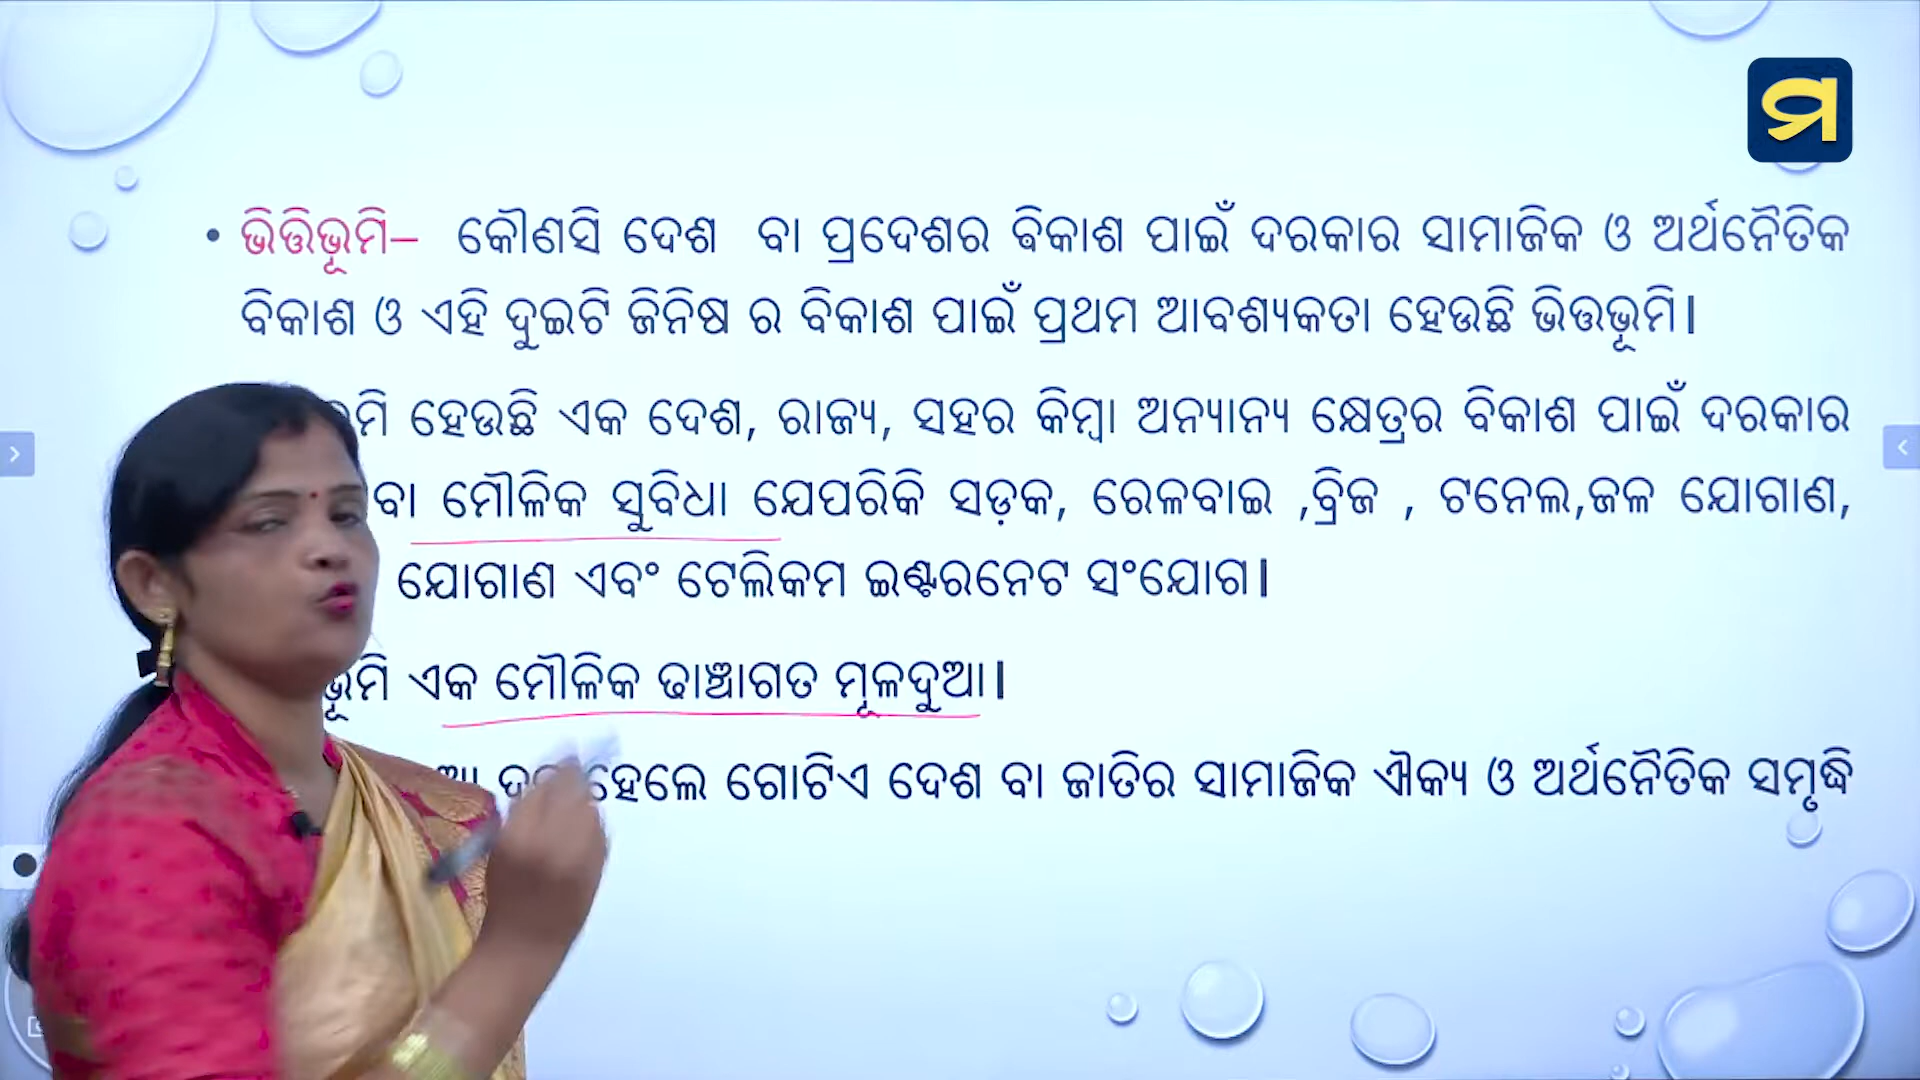 ମ
• ଭିତ୍ତିଭୂମି– କୌଣସି ଦେଶ ବା ପ୍ରଦେଶର ଵିକାଶ ପାଇଁ ଦରକାର ସାମାଜିକ ଓ ଅର୍ଥନୈତିକ
ବିକାଶ ଓ ଏହି ଦୁଇଟି ଜିନିଷ ର ବିକାଶ ପାଇଁ ପ୍ରଥମ ଆବଶ୍ୟକତା ହେଉଛି ଭିତ୍ତଭୂମି।
ହେଉଛି ଏକ ଦେଶ, ରାଜ୍ୟ, ସହର କିମ୍ବା ଅନ୍ୟାନ୍ୟ କ୍ଷେତ୍ରର ବିକାଶ ପାଇଁ ଦରକାର
ବା ମୌଳିକ ସୁବିଧା ଯେପରିକି ସଡ଼କ, ରେଳବାଇ ,ବ୍ରିଜ , ଟନେଲ,ଜଳ ଯୋଗାଣ,
ଯୋଗାଣ ଏବଂ ଟେଲିକମ ଇଣ୍ଟରନେଟ ସଂଯୋଗ।
ଏକ ମୌଳିକ ଢାଞ୍ଚାଗତ ମୂଳଦୁଆ।
ହେଲେ ଗୋଟିଏ ଦେଶ ବା ଜାତିର ସାମାଜିକ ଐକ୍ୟ ଓ ଅର୍ଥନୈତିକ ସମୃଦ୍ଧି